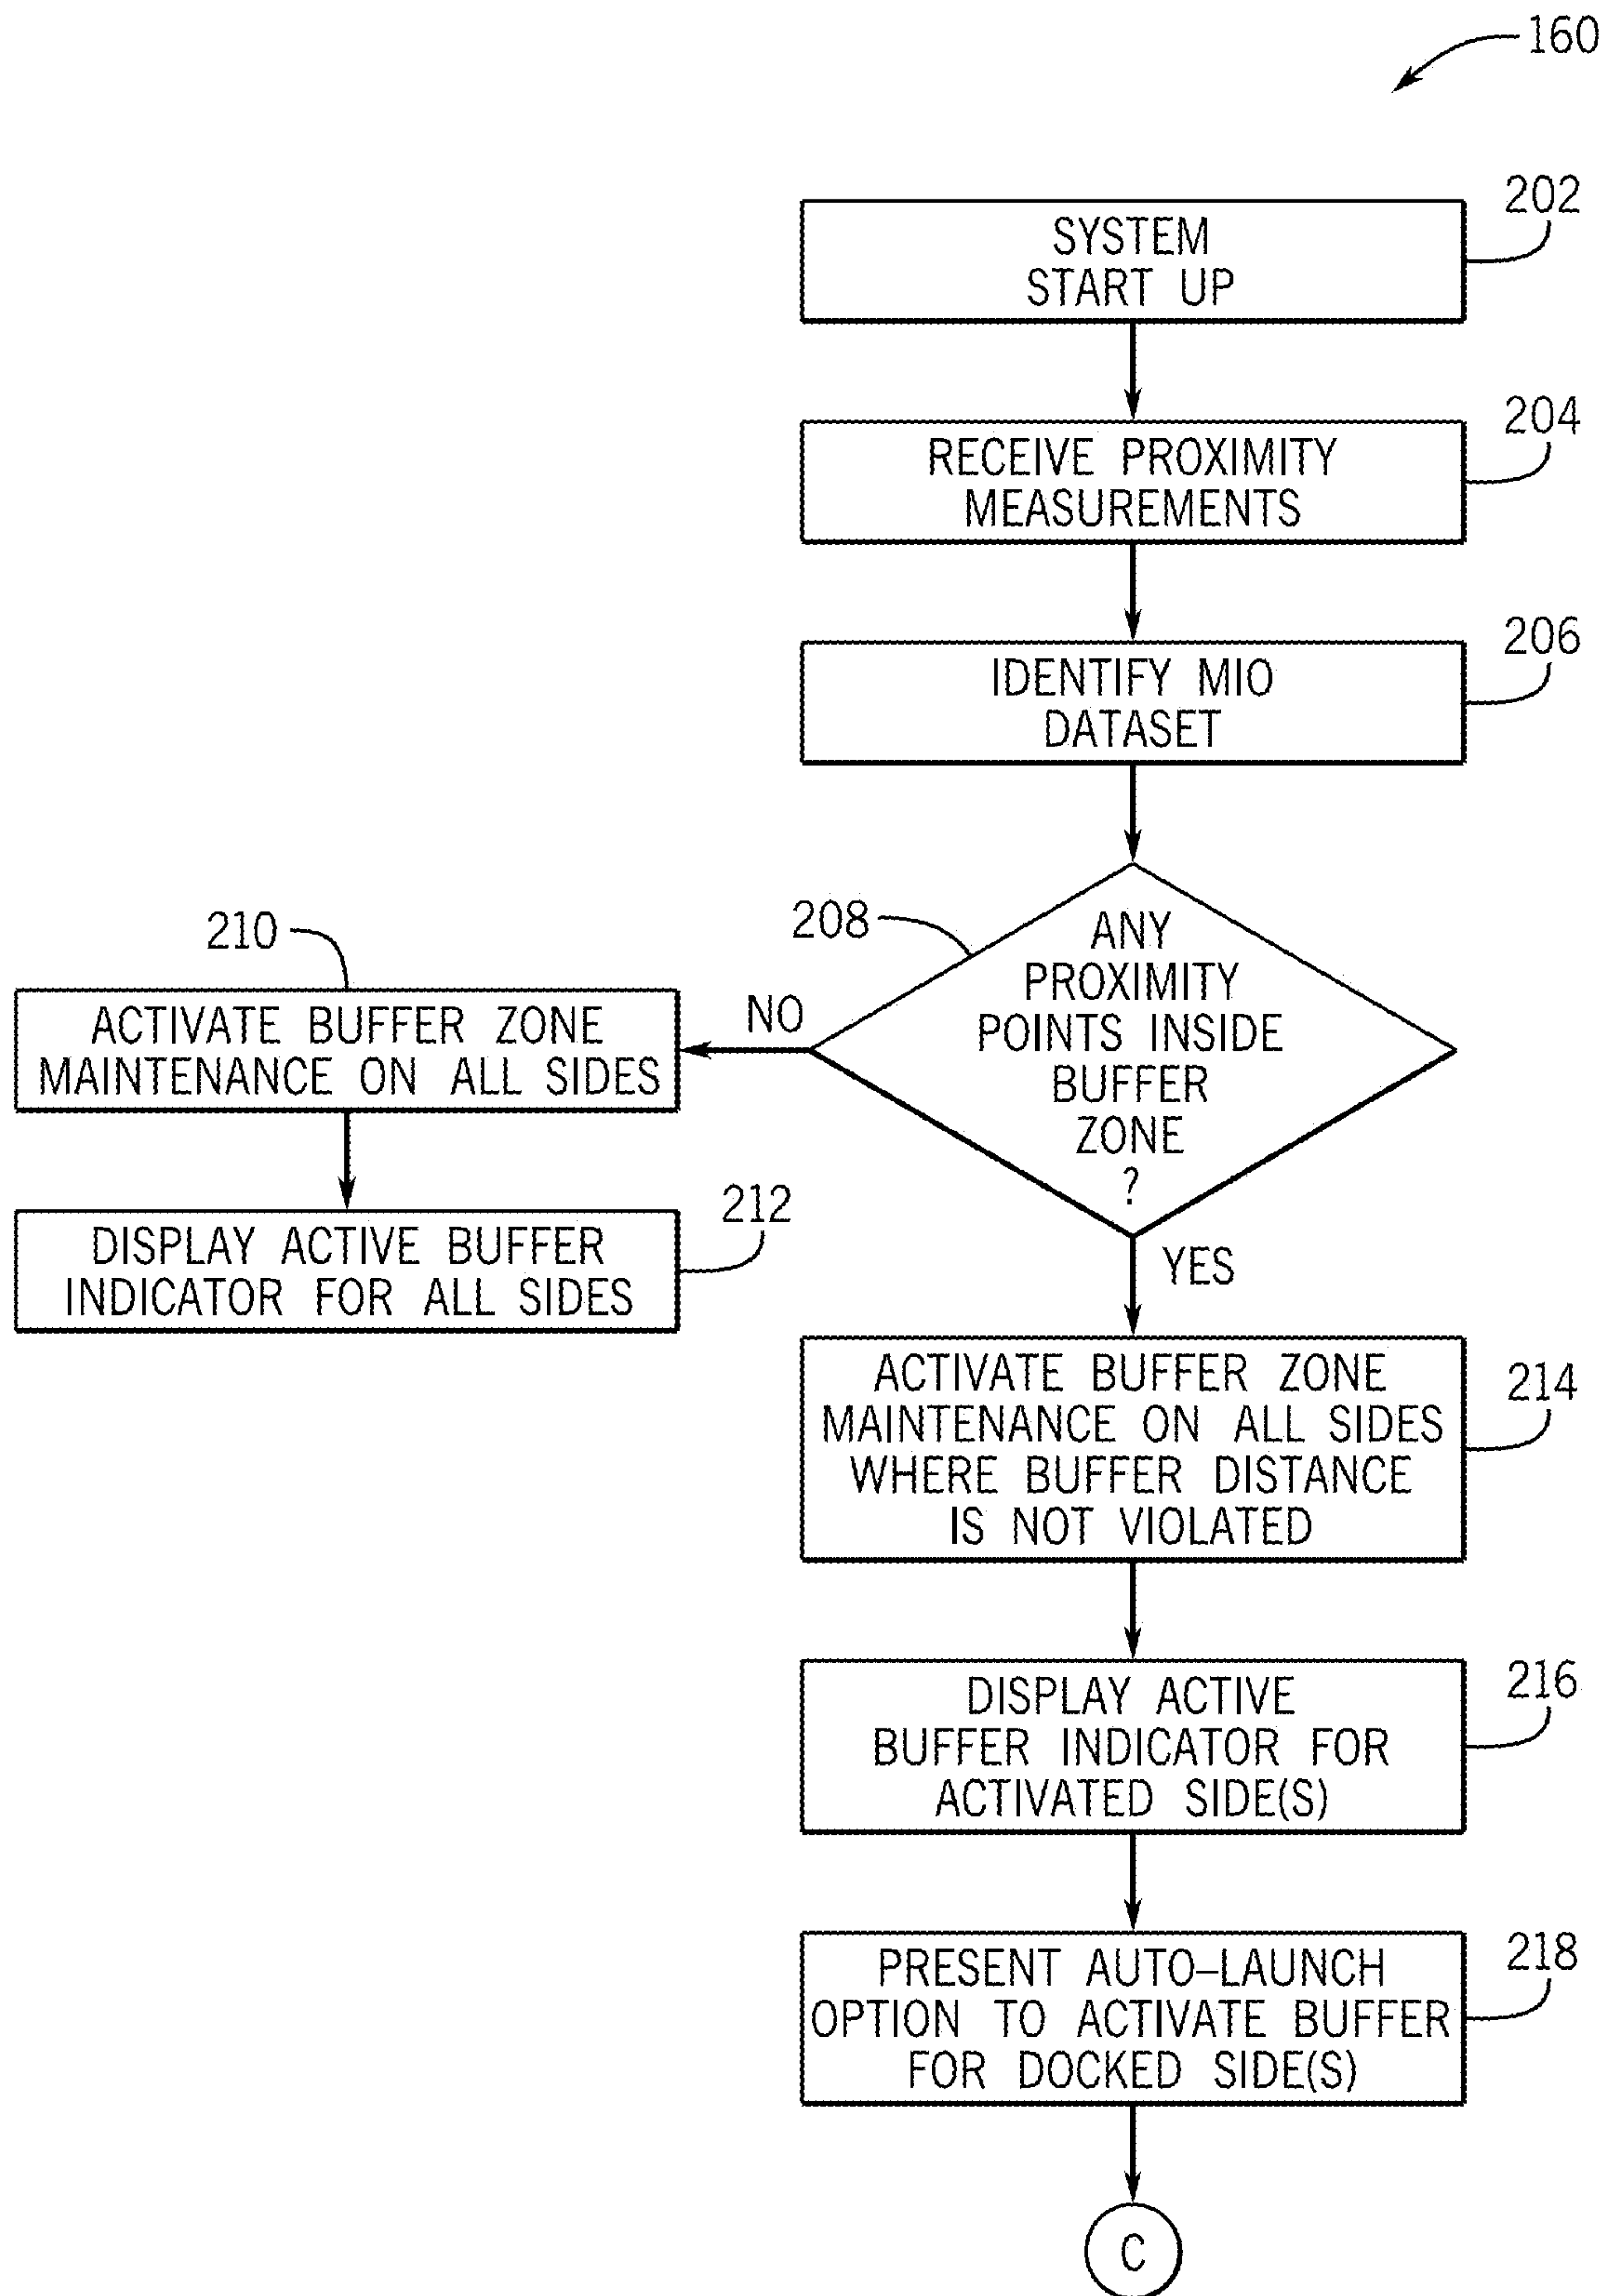 160
SYSTEM
START UP
202
RECEIVE PROXIMITY
MEASUREMENTS
204
IDENTIFY MIO
DATASET
206
208
ANY
PROXIMITY
POINTS INSIDE
BUFFER
ZONE
?
NO
210
ACTIVATE BUFFER ZONE
MAINTENANCE ON ALL SIDES
DISPLAY ACTIVE BUFFER
INDICATOR FOR ALL SIDES
212
YES
ACTIVATE BUFFER ZONE
MAINTENANCE ON ALL SIDES
WHERE BUFFER DISTANCE
IS NOT VIOLATED
214
DISPLAY ACTIVE
BUFFER INDICATOR FOR
ACTIVATED SIDE(S)
216
PRESENT AUTO–LAUNCH
OPTION TO ACTIVATE BUFFER
FOR DOCKED SIDE(S)
218
C